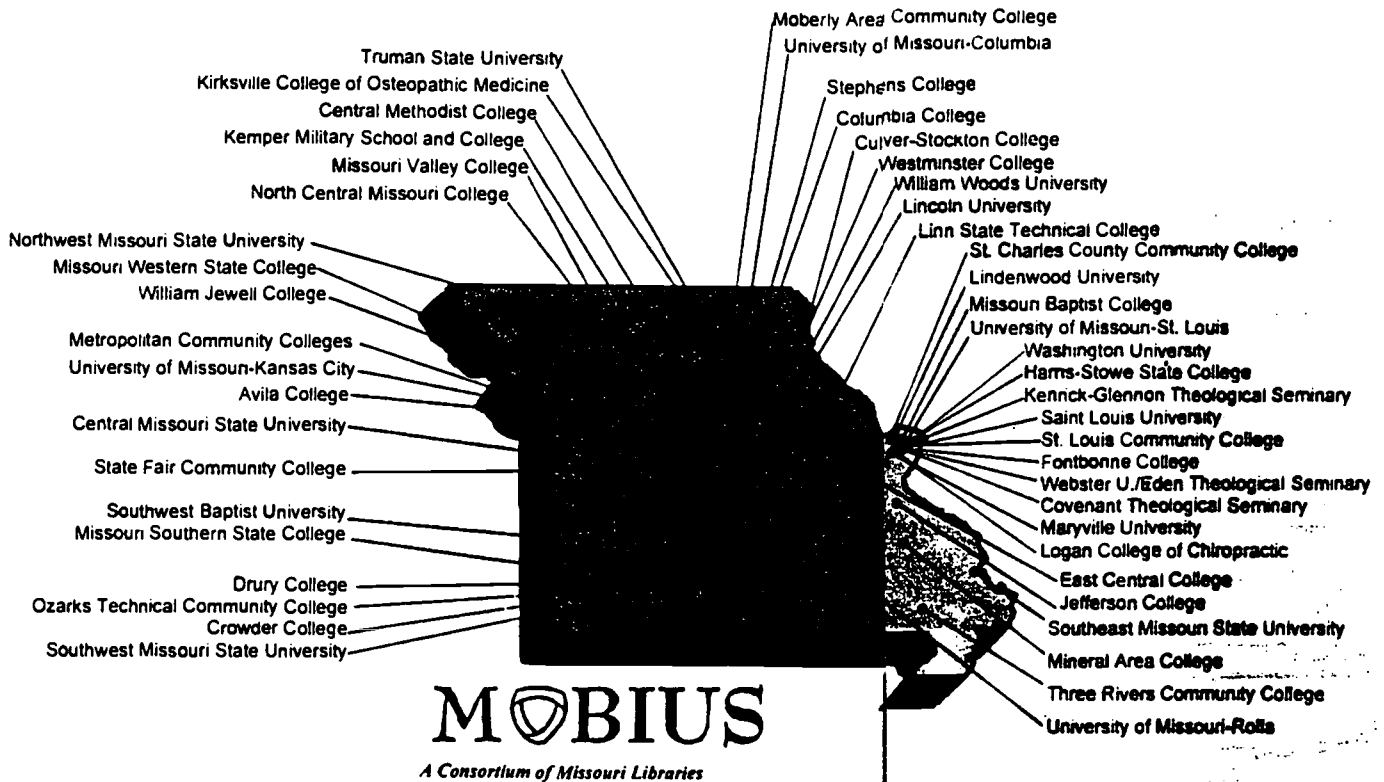 Moberly Area Community College
University of Missouri-Columbia
Truman State University
Kirksville College of Osteopathic Medicine
Stephens College
Central Methodist College
Columbia College
Kemper Military School and College
Culver-Stockton College
Missouri Valley College
Westminster College
North Central Missouri College
William Woods University
Lincoln University
Linn State Technical College
Northwest Missouri State University
St. Charles County Community College
Missouri Western State College
Lindenwood University
William Jewell College
Missouri Baptist College
University of Missouri-St. Louis
Metropolitan Community Colleges
Washington University
University of Missouri-Kansas City
Harris-Stowe State College
Avila College
Kenrick-Glennon Theological Seminary
Saint Louis University
Central Missouri State University
St. Louis Community College
Fontbonne College
State Fair Community College
Webster U./Eden Theological Seminary
Covenant Theological Seminary
Southwest Baptist University
Maryville University
Missouri Southern State College
Logan College of Chiropractic
East Central College
Drury College
Jefferson College
Ozarks Technical Community College
Crowder College
Southeast Missouri State University
Southwest Missouri State University
Mineral Area College
Three Rivers Community College
University of Missouri-Rolla
MOBIUS
A Consortium of Missouri Libraries